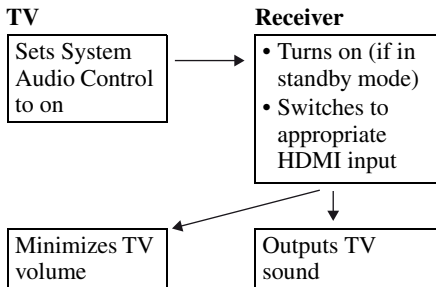 TV
Sets System
Audio Control
to on
Receiver
• Turns on (if in
standby mode)
• Switches to
appropriate
HDMI input
Minimizes TV
volume
Outputs TV
sound